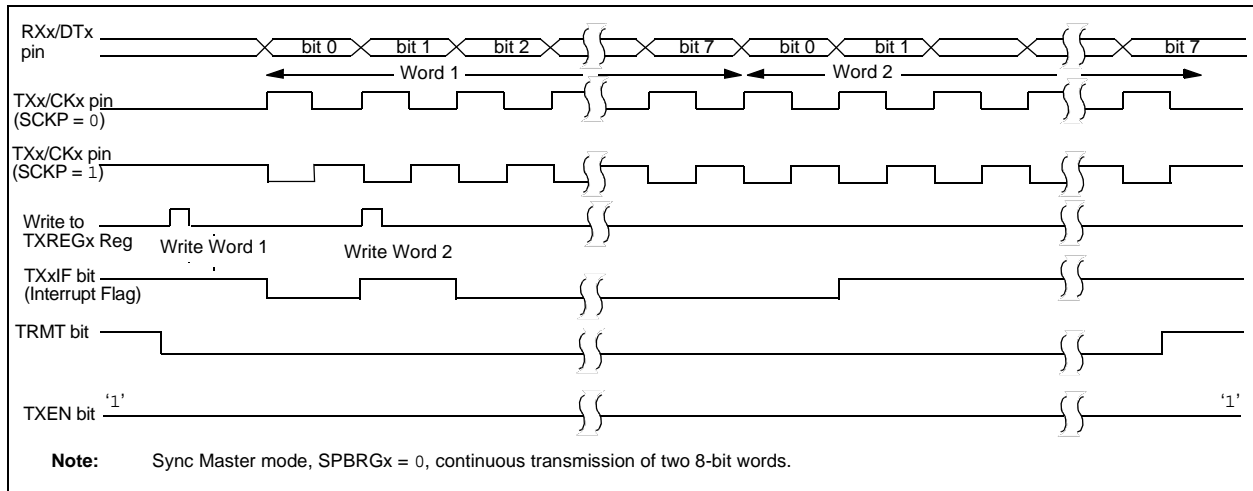 RXx/DTx
pin
bit 0 bit 1 bit 2 bit 7 bit 0 bit 1 bit 7
Word 1 Word 2
TXx/CKx pin
(SCKP = 0)
TXx/CKx pin
(SCKP = 1)
Write to
TXREGx Reg
Write Word 1 Write Word 2
TXxIF bit
(Interrupt Flag)
TRMT bit
‘1’ ‘1’
TXEN bit
Note: Sync Master mode, SPBRGx = 0, continuous transmission of two 8-bit words.